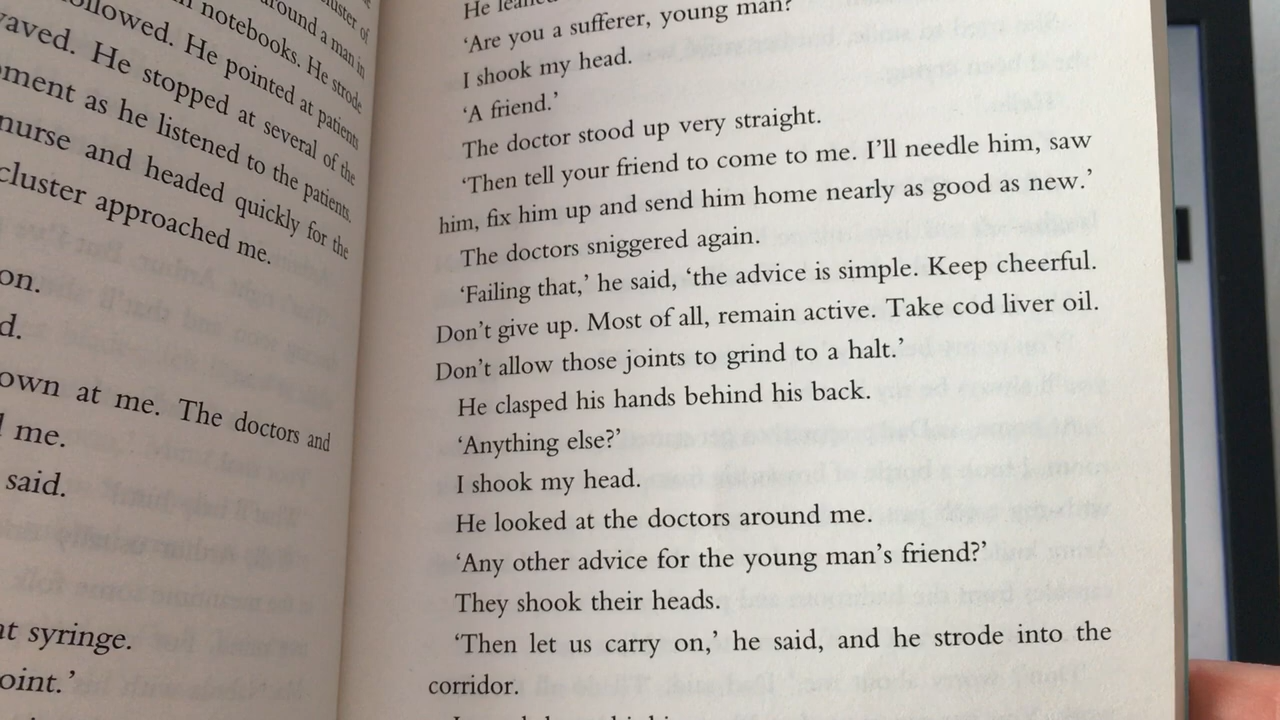 cluster of
around a man in
in notebooks. He strode
followed. He pointed at patients
waved. He stopped at several of the
moment as he listened to the patients.
nurse and headed quickly for the
cluster approached me.
on.
d.
own at me. The doctors and
me.
said.
at syringe.
oint.’
He leaned
‘Are you a sufferer, young man?
I shook my head.
‘A friend.’
The doctor stood up very straight.
‘Then tell your friend to come to me. I’ll needle him, saw
him, fix him up and send him home nearly as good as new.’
The doctors sniggered again.
‘Failing that,’ he said, ‘the advice is simple. Keep cheerful.
Don’t give up. Most of all, remain active. Take cod liver oil.
Don’t allow those joints to grind to a halt.’
He clasped his hands behind his back.
‘Anything else?’
I shook my head.
He looked at the doctors around me.
‘Any other advice for the young man’s friend?’
They shook their heads.
‘Then let us carry on,’ he said, and he strode into the
corridor.